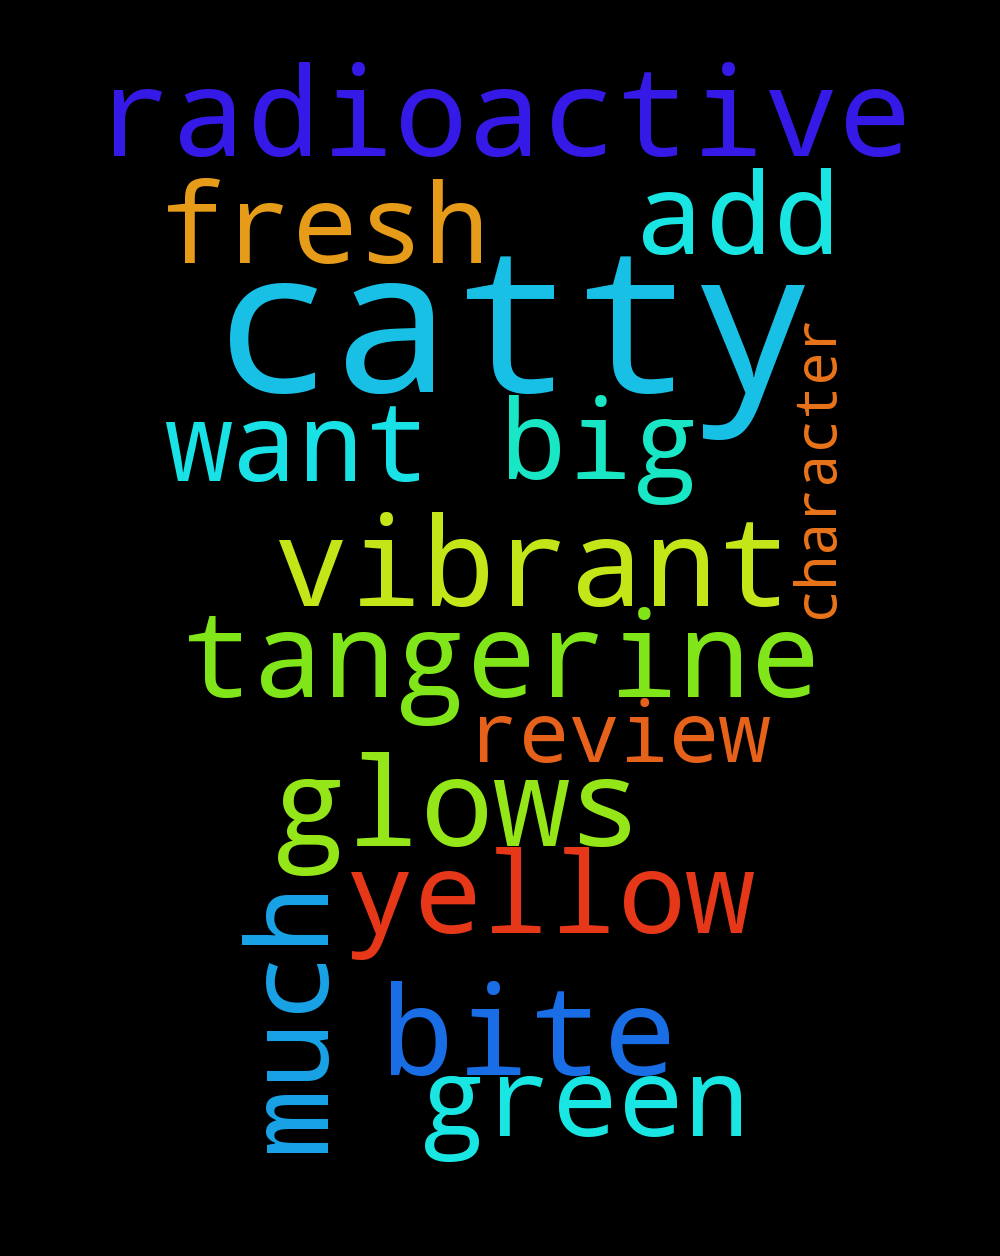 radioactive
fresh add
catty
character
want big
vibrant
tangerine
review
glows
yellow
much
bite
green